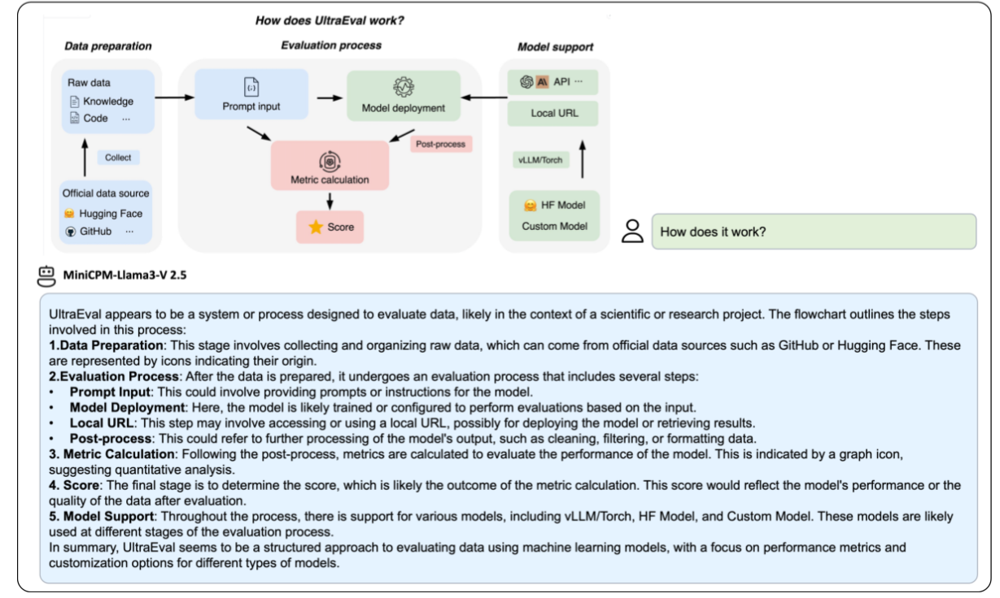 How does UltraEval work?
Data preparation
Evaluation process
Model support
Raw data
Knowledge
Code ...
Collect
Official data source
Hugging Face
GitHub ...
Prompt input
Model deployment
Post-process
Metric calculation
Score
API ...
Local URL
vLLM/Torch
HF Model
Custom Model
How does it work?
MiniCPM-Llama3-V 2.5
UltraEval appears to be a system or process designed to evaluate data, likely in the context of a scientific or research project. The flowchart outlines the steps
involved in this process:
1.Data Preparation: This stage involves collecting and organizing raw data, which can come from official data sources such as GitHub or Hugging Face. These
are represented by icons indicating their origin.
2.Evaluation Process: After the data is prepared, it undergoes an evaluation process that includes several steps:
• Prompt Input: This could involve providing prompts or instructions for the model.
• Model Deployment: Here, the model is likely trained or configured to perform evaluations based on the input.
• Local URL: This step may involve accessing or using a local URL, possibly for deploying the model or retrieving results.
• Post-process: This could refer to further processing of the model's output, such as cleaning, filtering, or formatting data.
3. Metric Calculation: Following the post-process, metrics are calculated to evaluate the performance of the model. This is indicated by a graph icon,
suggesting quantitative analysis.
4. Score: The final stage is to determine the score, which is likely the outcome of the metric calculation. This score would reflect the model's performance or the
quality of the data after evaluation.
5. Model Support: Throughout the process, there is support for various models, including vLLM/Torch, HF Model, and Custom Model. These models are likely
used at different stages of the evaluation process.
In summary, UltraEval seems to be a structured approach to evaluating data using machine learning models, with a focus on performance metrics and
customization options for different types of models.